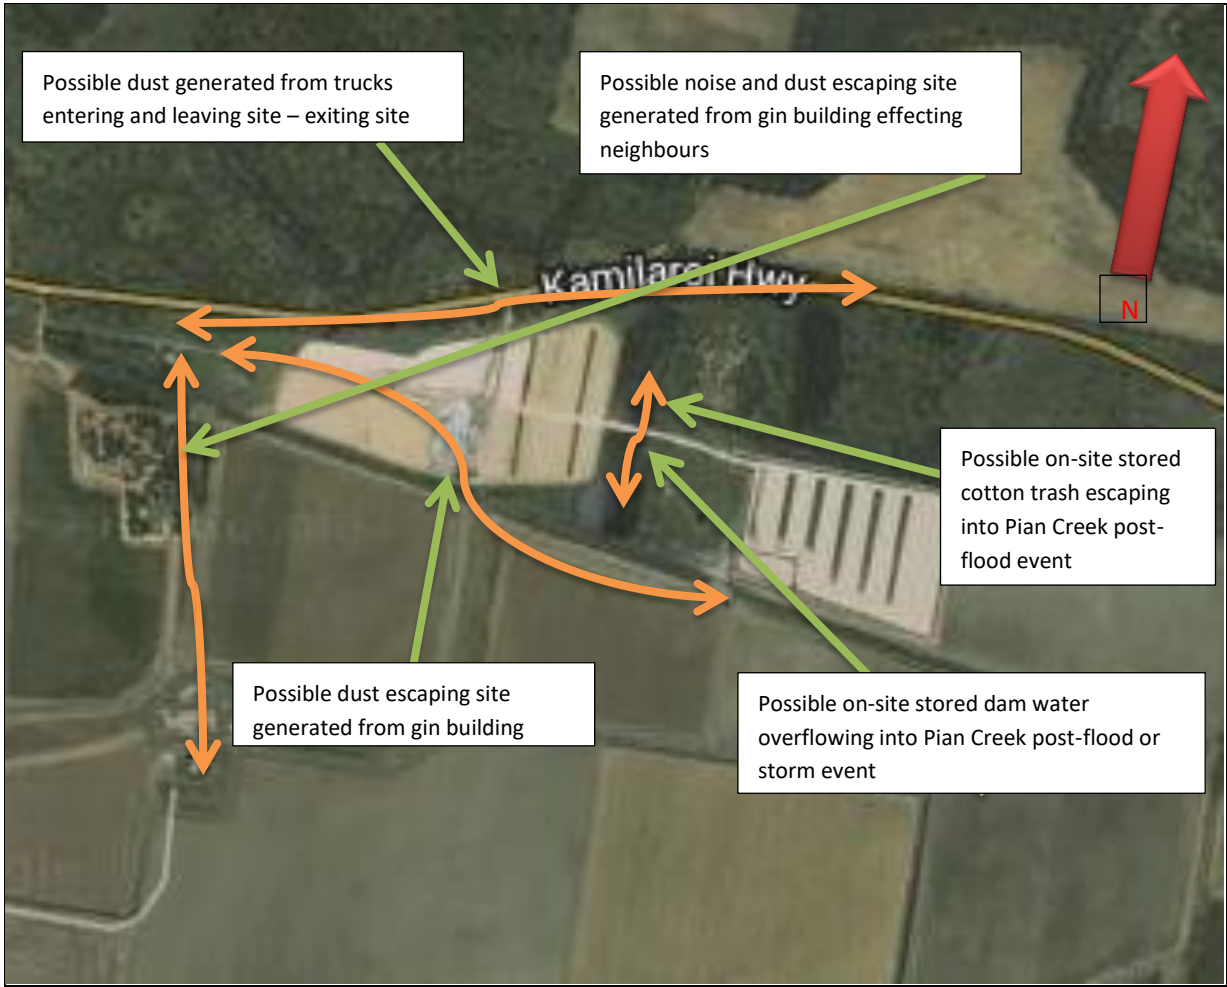 Possible dust generated from trucks
entering and leaving site – exiting site
Possible noise and dust escaping site
generated from gin building effecting
neighbours
Kamilaroi Hwy
N
Possible on-site stored
cotton trash escaping
into Pian Creek post-
flood event
Possible dust escaping site
generated from gin building
Possible on-site stored dam water
overflowing into Pian Creek post-flood or
storm event